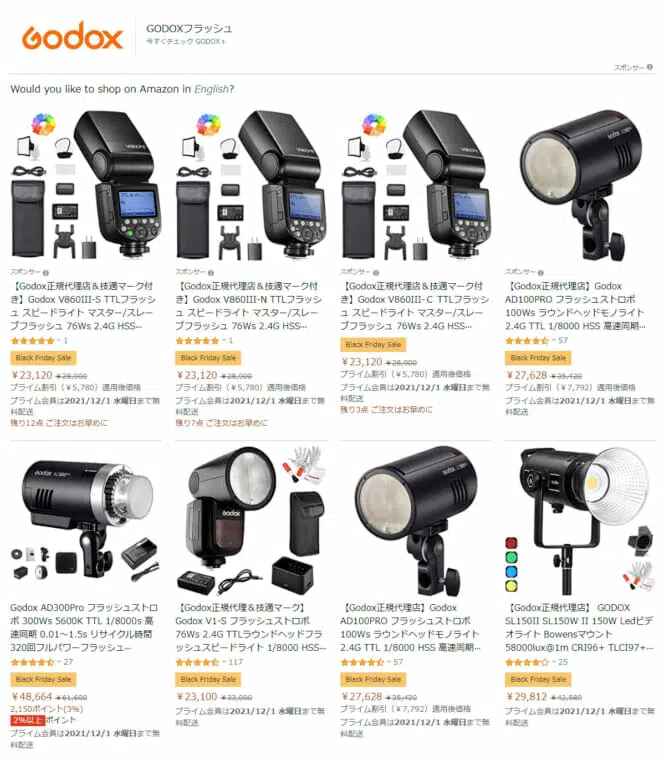 Godox
GODOXフラッシュ
今すぐチェック GODOX ›
スポンサー
Would you like to shop on Amazon in English?
スポンサー
【Godox正規代理店&技適マーク付
き】Godox V860III-S TTLフラッシ
ュ スピードライト マスター/スレー
ブフラッシュ 76Ws 2.4G HSS…
1
Black Friday Sale
¥23,120 ¥28,900
プライム割引(¥5,780)適用後価格
プライム会員は2021/12/1 水曜日まで無
料配送
残り12点 ご注文はお早めに
スポンサー
【Godox正規代理店&技適マーク付
き】Godox V860III-N TTLフラッシ
ュ スピードライト マスター/スレー
ブフラッシュ 76Ws 2.4G HSS…
1
Black Friday Sale
¥23,120 ¥28,900
プライム割引(¥5,780)適用後価格
プライム会員は2021/12/1 水曜日まで無
料配送
残り7点 ご注文はお早めに
スポンサー
【Godox正規代理店&技適マーク付
き】Godox V860III-C TTLフラッシ
ュ スピードライト マスター/スレー
ブフラッシュ 76Ws 2.4G HSS…
Black Friday Sale
¥23,120 ¥28,900
プライム割引(¥5,780)適用後価格
プライム会員は2021/12/1 水曜日まで無
料配送
残り3点 ご注文はお早めに
スポンサー
【Godox正規代理店】Godox
AD100PRO フラッシュストロボ
100Ws ラウンドヘッドモノライト
2.4G TTL 1/8000 HSS 高速同期…
57
Black Friday Sale
¥27,628 ¥35,420
プライム割引(¥7,792)適用後価格
プライム会員は2021/12/1 水曜日まで無
料配送
Godox AD300Pro フラッシュストロ
ボ 300Ws 5600K TTL 1/8000s 高
速同期 0.01～1.5s リサイクル時間
320回フルパワーフラッシュ…
27
Black Friday Sale
¥48,664 ¥61,600
2,150ポイント(3%)
2%以上ポイント
プライム会員は2021/12/1 水曜日まで無
料配送
【Godox正規代理&技適マーク】
Godox V1-S フラッシュストロボ
76Ws 2.4G TTLラウンドヘッドフラ
ッシュスピードライト 1/8000 HSS…
117
Black Friday Sale
¥23,100 ¥33,000
プライム会員は2021/12/1 水曜日まで無
料配送
【Godox正規代理店】Godox
AD100PRO フラッシュストロボ
100Ws ラウンドヘッドモノライト
2.4G TTL 1/8000 HSS 高速同期…
57
Black Friday Sale
¥27,628 ¥35,420
プライム割引(¥7,792)適用後価格
プライム会員は2021/12/1 水曜日まで無
料配送
【Godox正規代理店】 GODOX
SL150II SL150W II 150W Ledビデ
オライト Bowensマウント
58000lux@1m CRI96+ TLCI97+…
25
Black Friday Sale
¥29,812 ¥42,589
プライム会員は2021/12/1 水曜日まで無
料配送